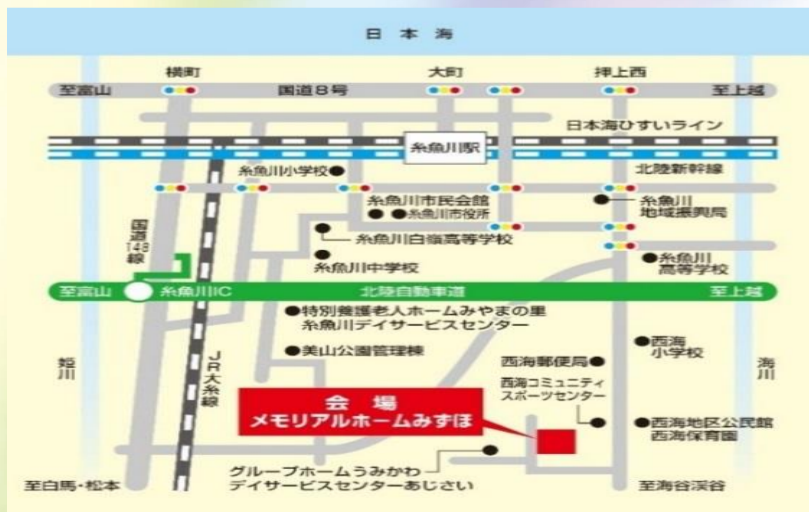 日本海
横町
大町
押上西
至富山
国道8号
至上越
日本海ひすいライン
糸魚川駅
北陸新幹線
糸魚川小学校
糸魚川市民会館
糸魚川市役所
糸魚川
地域振興局
国道
148
線
糸魚川白嶺高等学校
糸魚川中学校
糸魚川
高等学校
至富山
糸魚川IC
北陸自動車道
至上越
特別養護老人ホームみやまの里
糸魚川デイサービスセンター
美山公園管理棟
西海
小学校
姫川
JR大糸線
西海郵便局
海川
西海コミュニティ
スポーツセンター
会場
メモリアルホームみずほ
西海地区公民館
西海保育園
グループホームうみかわ
デイサービスセンターあじさい
至白馬・松本
至海谷渓谷